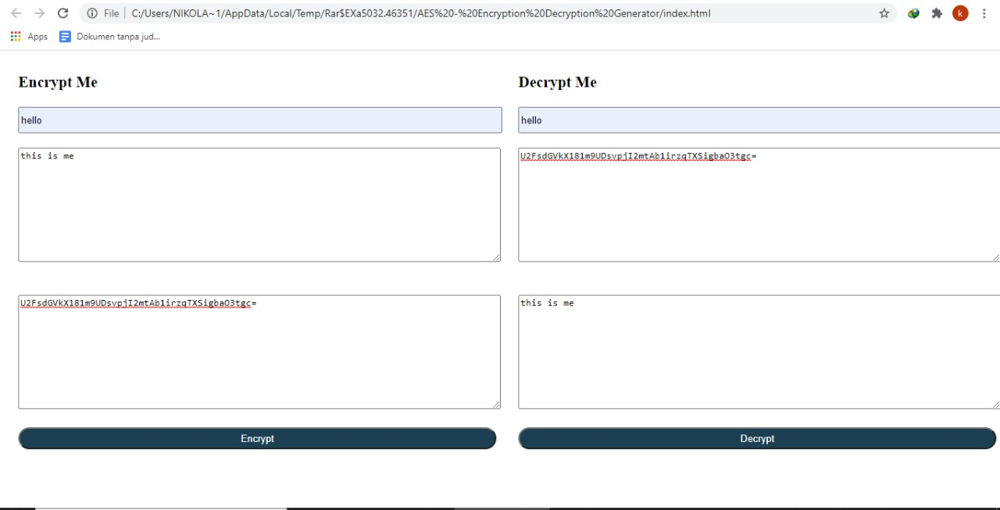 File
C:/Users/NIKOLA~1/AppData/Local/Temp/Rar$EXa5032.46351/AES%20-%20Encryption%20Decryption%20Generator/index.html
k
Apps
Dokumen tanpa jud...
Encrypt Me
Decrypt Me
hello
hello
this is me
U2FsdGVkX181m9UDsvpjI2mtAb1irzqTXSigbaO3tgc=
U2FsdGVkX181m9UDsvpjI2mtAb1irzqTXSigbaO3tgc=
this is me
Encrypt
Decrypt